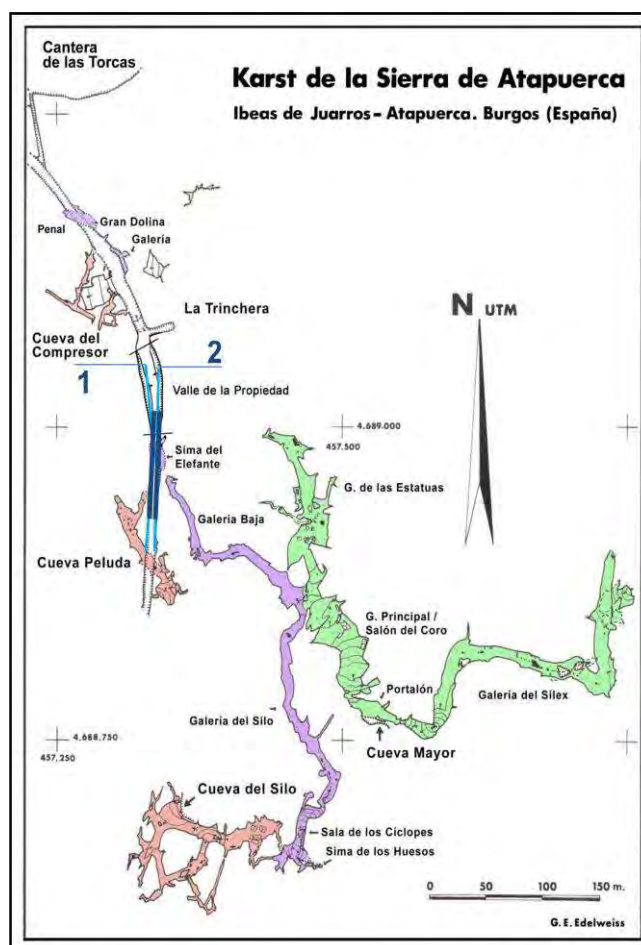 Cantera
de las Torcas
Karst de la Sierra de Atapuerca
Ibeas de Juarros - Atapuerca. Burgos (España)
Gran Dolina
Penal
Galería
La Trinchera
Cueva del
Compresor
1
2
Valle de la Propiedad
N UTM
4.689.000
457.500
Sima del
Elefante
G. de las Estatuas
Galería Baja
Cueva Peluda
G. Principal /
Salón del Coro
Portalón
Galería del Sílex
Galería del Silo
Cueva Mayor
4.688.750
457.250
Cueva del Silo
Sala de los Cíclopes
Sima de los Huesos
0 50 100 150 m.
G. E. Edelweiss